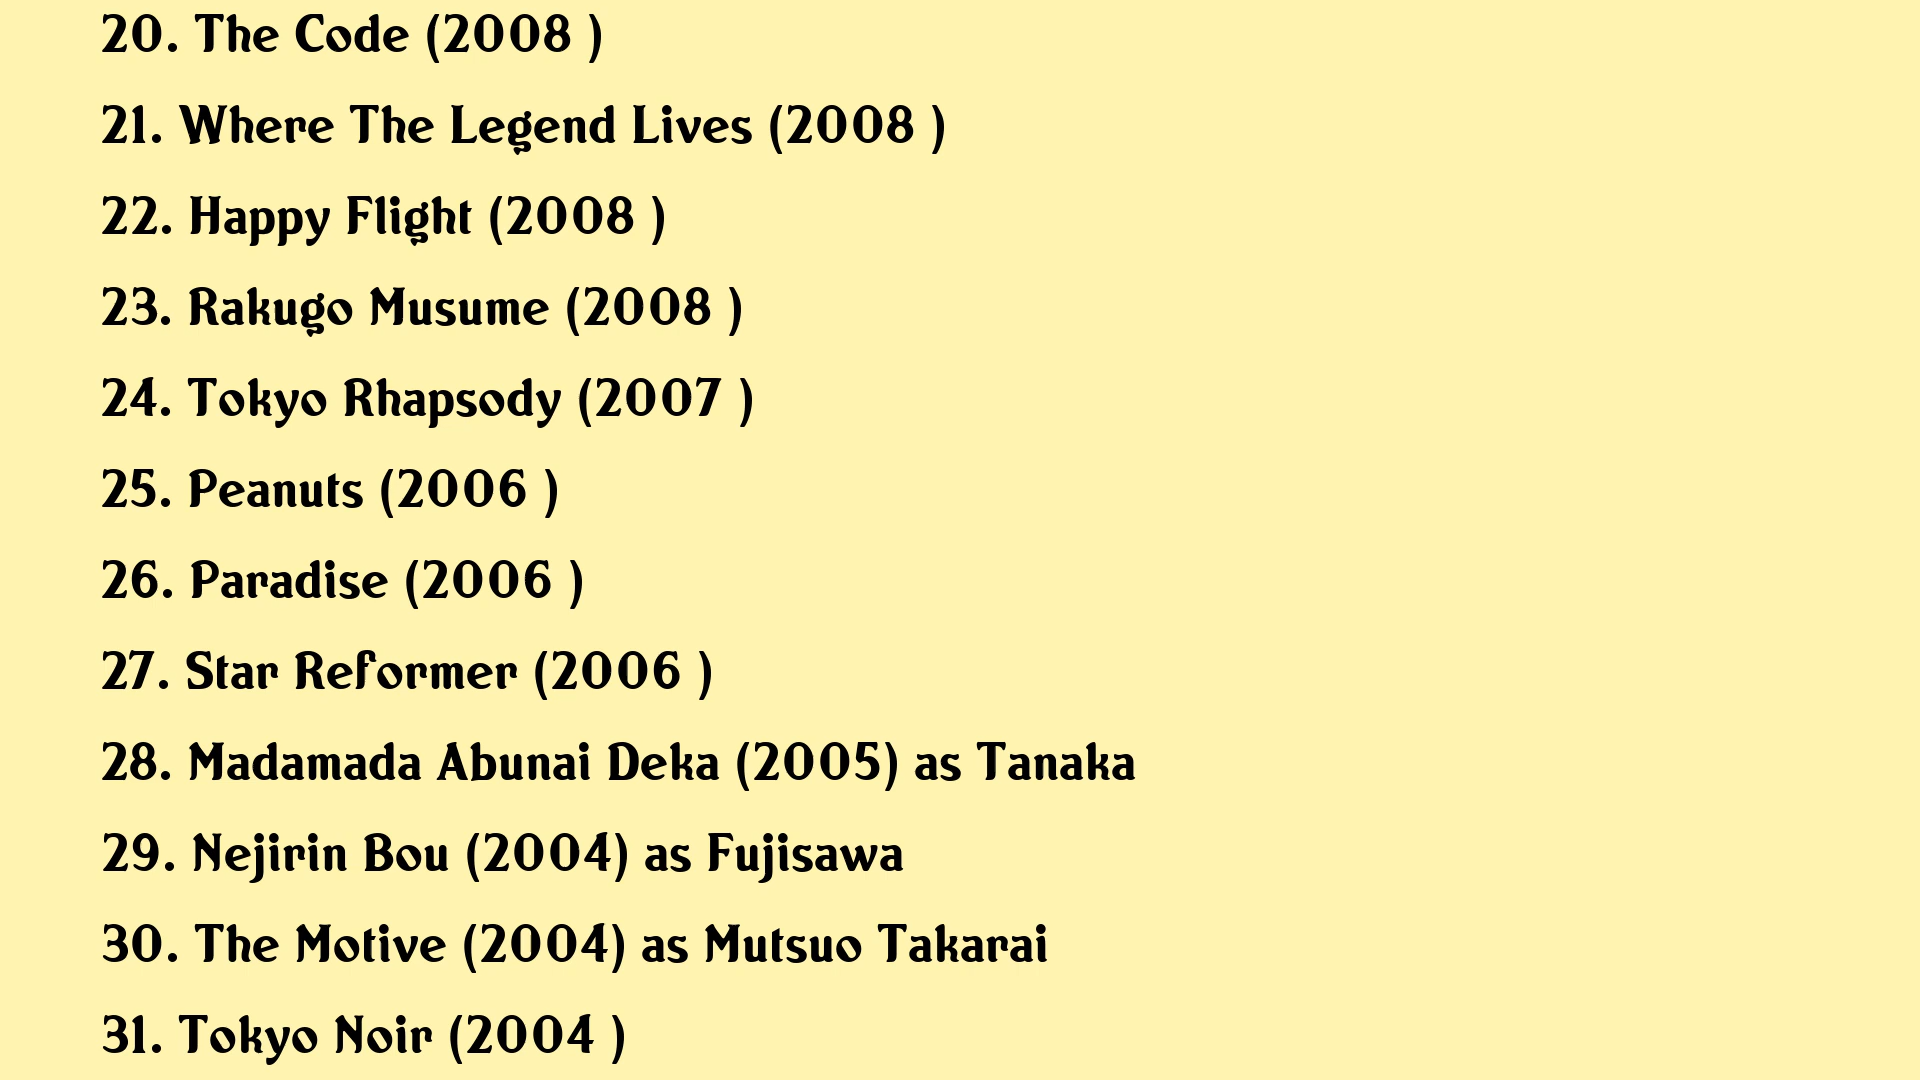 20. The Code (2008 )
21. Where The Legend Lives (2008 )
22. Happy Flight (2008 )
23. Rakugo Musume (2008 )
24. Tokyo Rhapsody (2007 )
25. Peanuts (2006 )
26. Paradise (2006 )
27. Star Reformer (2006 )
28. Madamada Abunai Deka (2005) as Tanaka
29. Nejirin Bou (2004) as Fujisawa
30. The Motive (2004) as Mutsuo Takarai
31. Tokyo Noir (2004 )